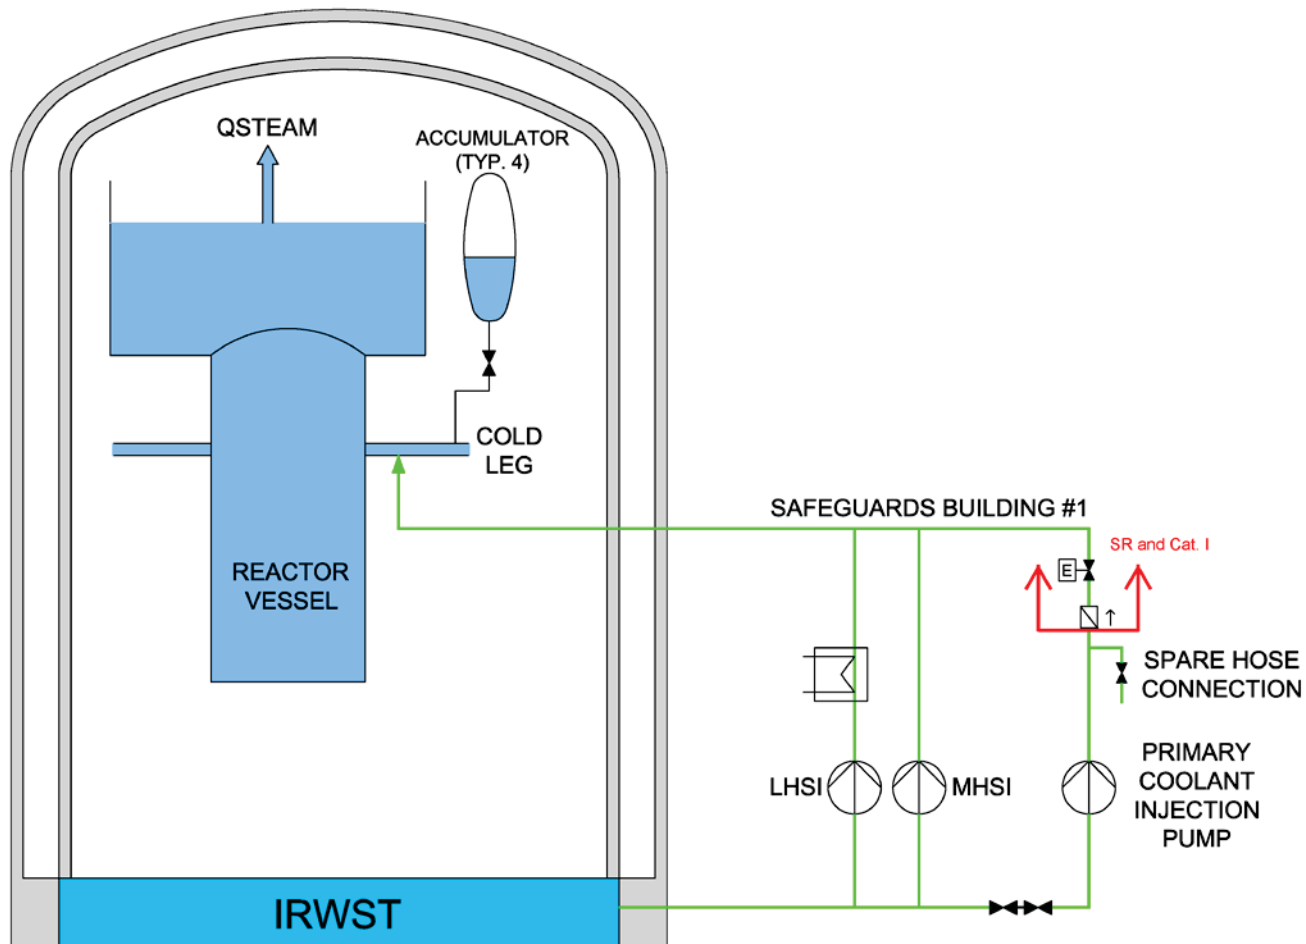 QSTEAM
ACCUMULATOR
(TYP. 4)
COLD
LEG
SAFEGUARDS BUILDING #1
SR and Cat. I
E
REACTOR
VESSEL
SPARE HOSE
CONNECTION
LHSI
MHSI
PRIMARY
COOLANT
INJECTION
PUMP
IRWST